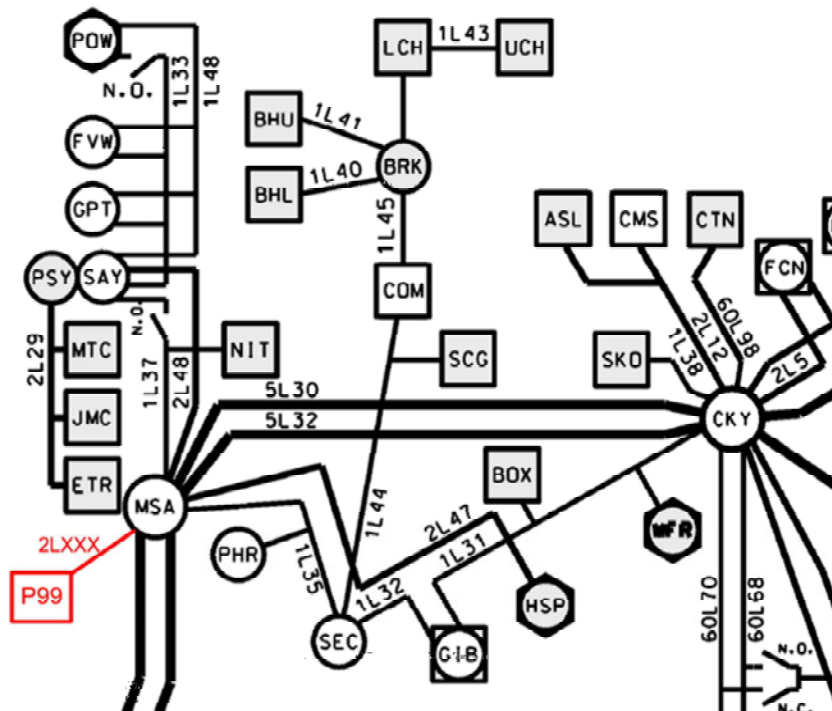 POW
N.O.
1L33
1L48
FVW
GPT
PSY
SAY
N.O.
2L29
MTC
JMC
ETR
1L37
2L48
NIT
MSA
2LXXX
P99
LCH
1L43
UCH
BHU
1L41
BRK
BHL
1L40
1L45
COM
SCG
5L30
5L32
1L44
PHR
1L35
SEC
1L32
2L47
1L31
GIB
HSP
BOX
WFR
ASL
CMS
CTN
FCN
60L98
2L12
1L38
SKO
2L5
CKY
60L70
60L68
N.O.
N.C.